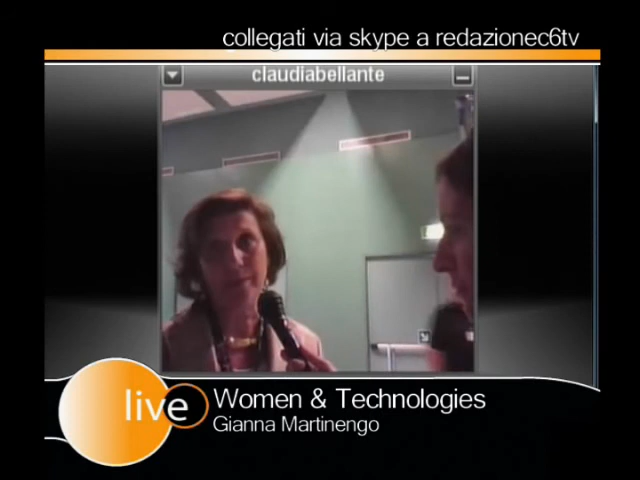 collegati via skype a redazionec6tv
claudiabellante
live
Women & Technologies
Gianna Martinengo